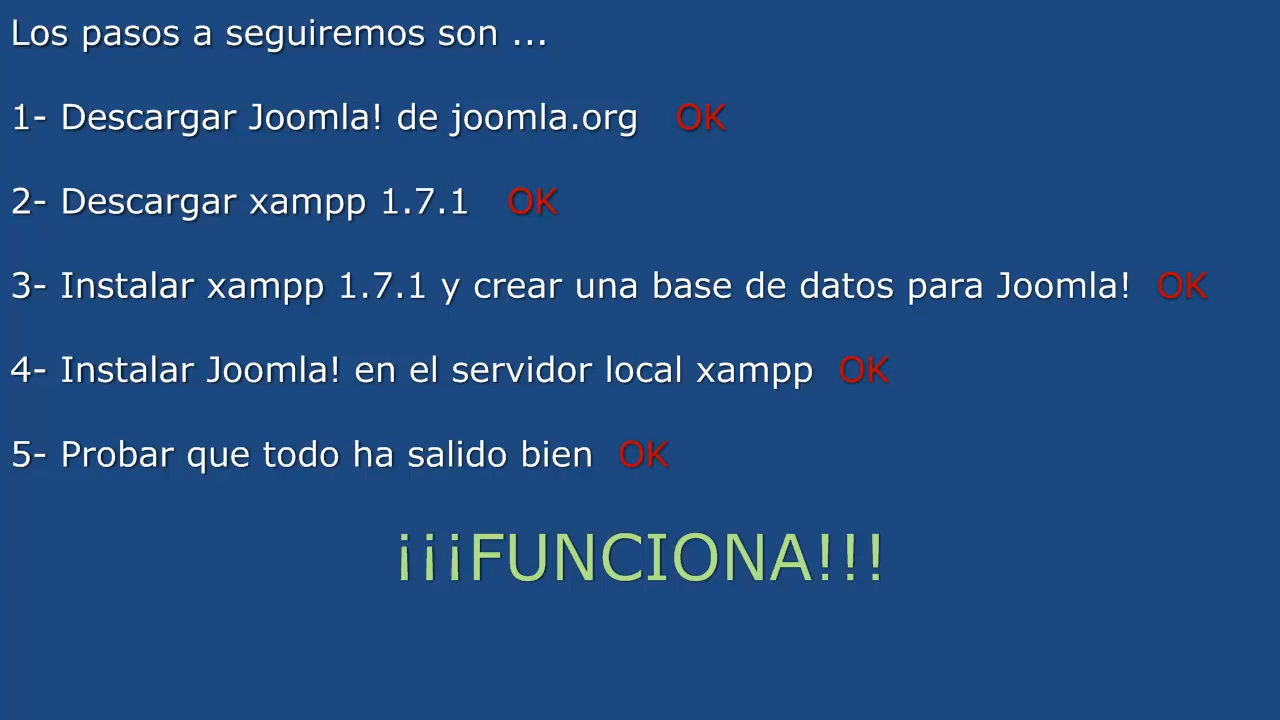 Los pasos a seguiremos son ...
1- Descargar Joomla! de joomla.org OK
2- Descargar xampp 1.7.1 OK
3- Instalar xampp 1.7.1 y crear una base de datos para Joomla! OK
4- Instalar Joomla! en el servidor local xampp OK
5- Probar que todo ha salido bien OK
¡¡¡FUNCIONA!!!